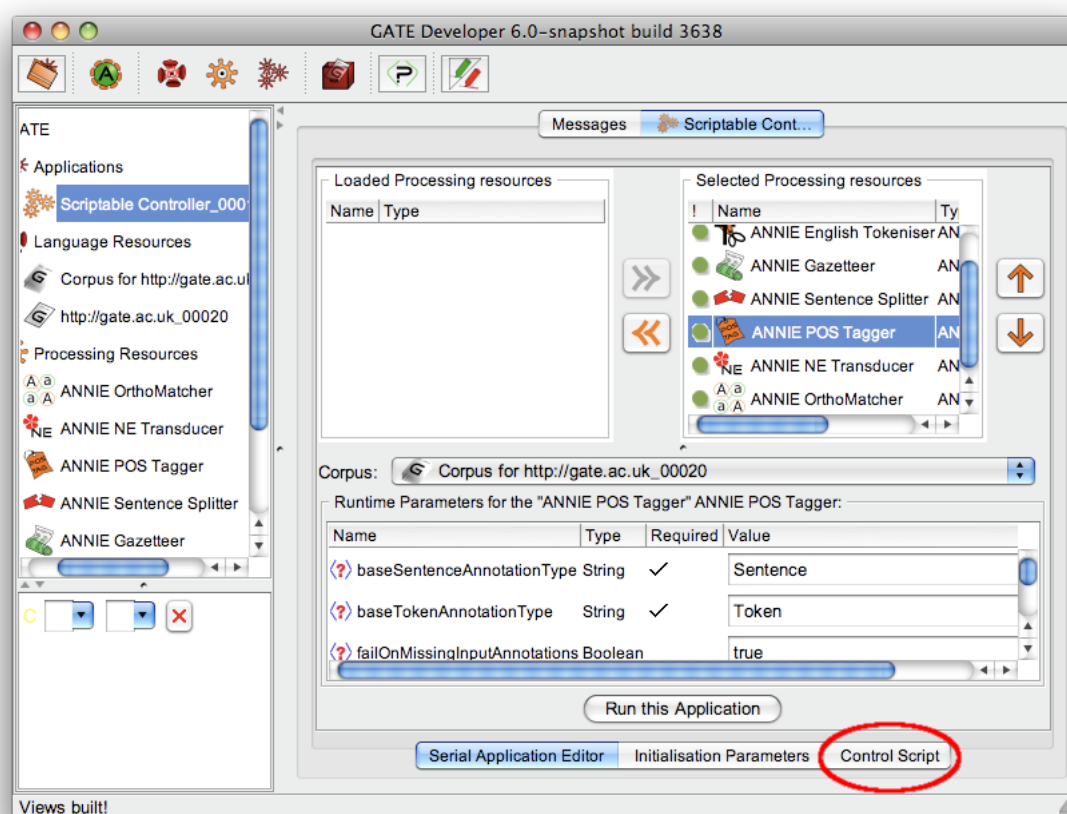 GATE Developer 6.0-snapshot build 3638
ATE
Applications
Scriptable Controller_000
Language Resources
Corpus for http://gate.ac.uk
http://gate.ac.uk_00020
Processing Resources
ANNIE OrthoMatcher
ANNIE NE Transducer
ANNIE POS Tagger
ANNIE Sentence Splitter
ANNIE Gazetteer
C
Messages Scriptable Cont...
Loaded Processing resources
Name Type
Selected Processing resources
! Name Ty
ANNIE English Tokeniser AN
ANNIE Gazetteer AN
ANNIE Sentence Splitter AN
ANNIE POS Tagger AN
ANNIE NE Transducer AN
ANNIE OrthoMatcher AN
Corpus: Corpus for http://gate.ac.uk_00020
Runtime Parameters for the "ANNIE POS Tagger" ANNIE POS Tagger:
Name Type Required Value
baseSentenceAnnotationType String ✓ Sentence
baseTokenAnnotationType String ✓ Token
failOnMissingInputAnnotations Boolean true
Run this Application
Serial Application Editor Initialisation Parameters Control Script
Views built!